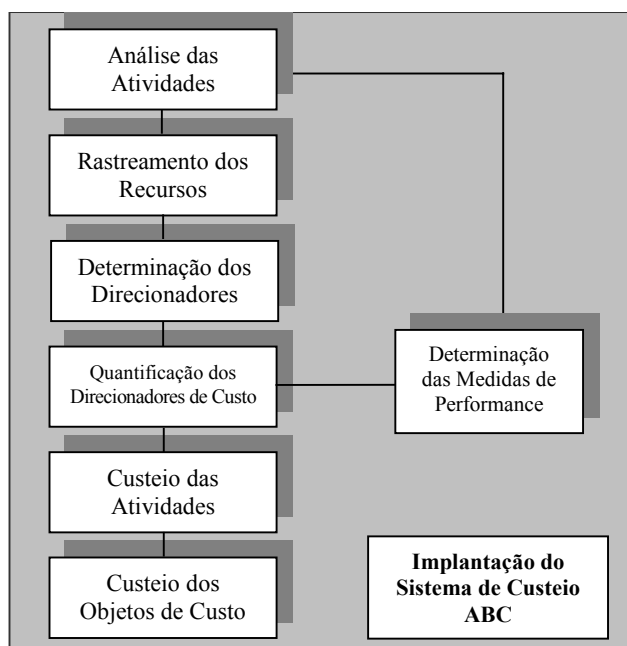 Análise das
Atividades
Rastreamento dos
Recursos
Determinação dos
Direcionadores
Quantificação dos
Direcionadores de Custo
Determinação
das Medidas de
Performance
Custeio das
Atividades
Custeio dos
Objetos de Custo
Implantação do
Sistema de Custeio
ABC